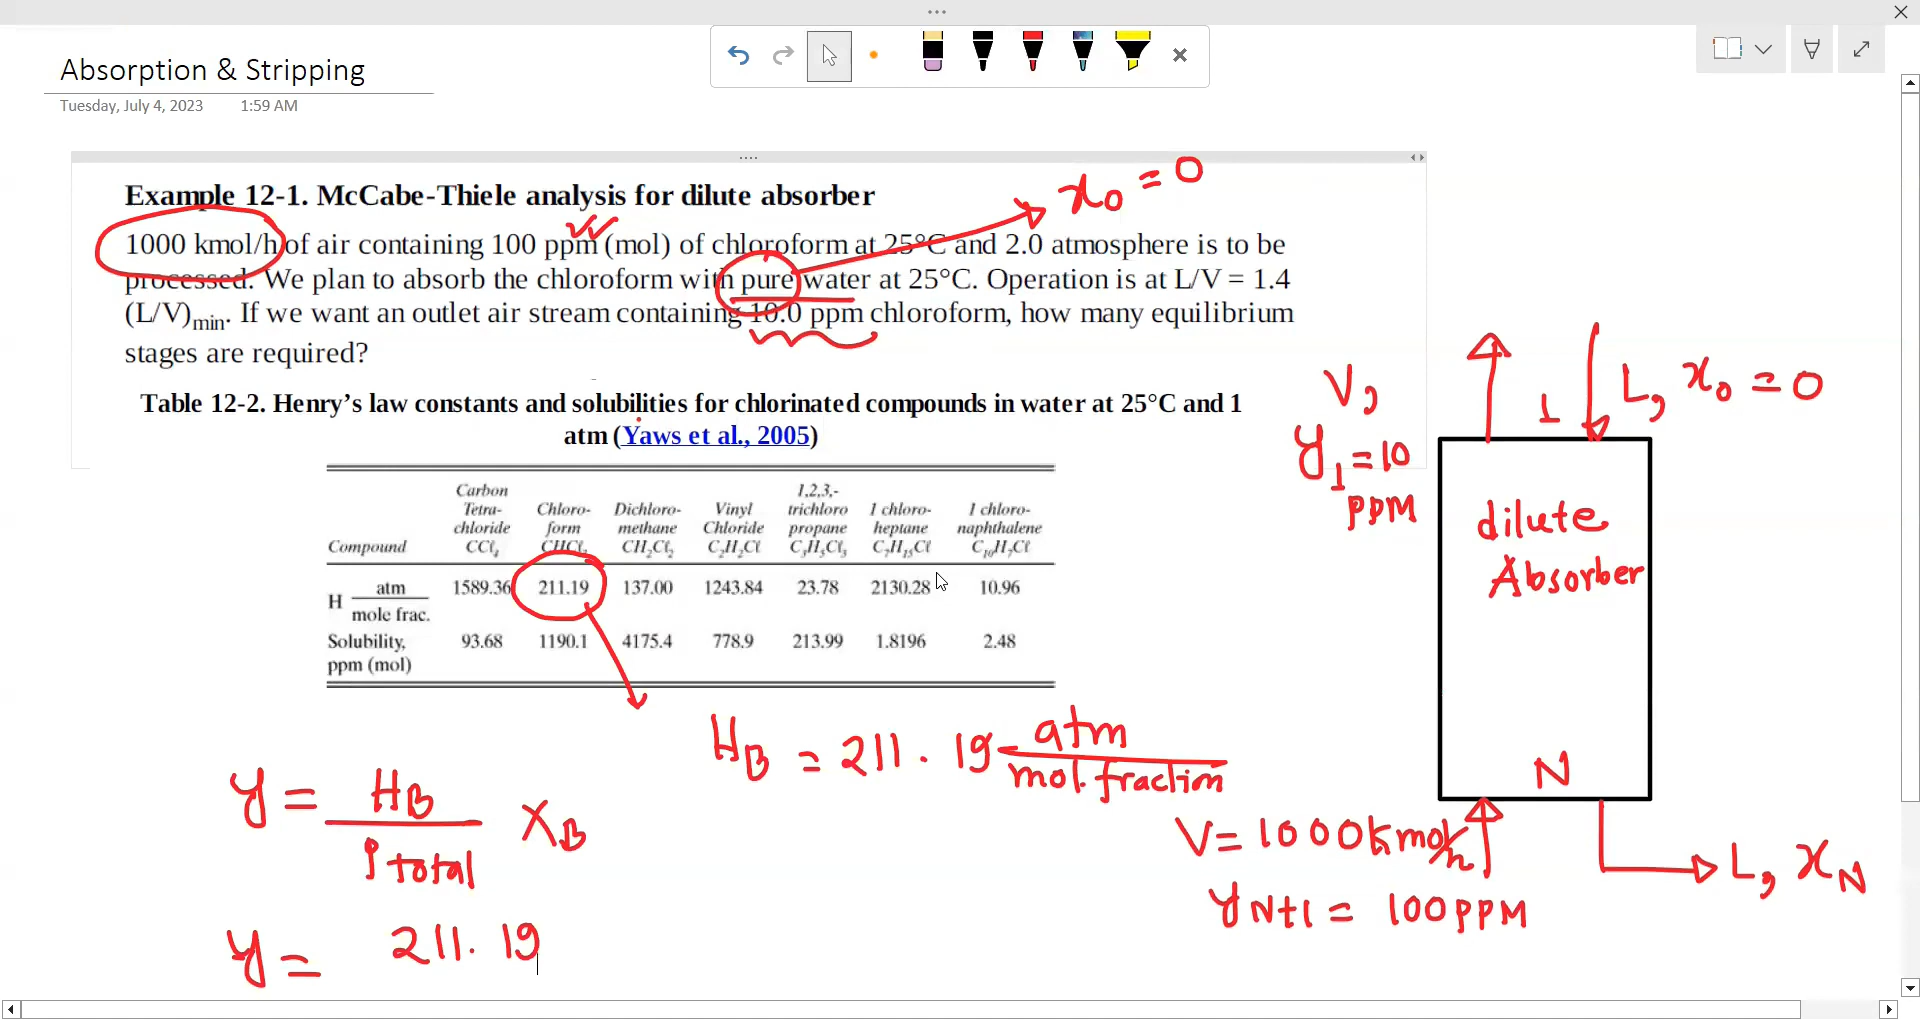 Absorption & Stripping
Tuesday, July 4, 2023 1:59 AM
Example 12-1. McCabe-Thiele analysis for dilute absorber
x₀ = 0
1000 kmol/h of air containing 100 ppm (mol) of chloroform at 25°C and 2.0 atmosphere is to be
processed. We plan to absorb the chloroform with pure water at 25°C. Operation is at L/V = 1.4
(L/V)min. If we want an outlet air stream containing 10.0 ppm chloroform, how many equilibrium
stages are required?
Table 12-2. Henry's law constants and solubilities for chlorinated compounds in water at 25°C and 1
atm (Yaws et al., 2005)
Compound Carbon Tetra-chloride CCℓ₄ Chloro-form CHCℓ₃ Dichloro-methane CH₂Cℓ₂ Vinyl Chloride C₂H₂Cℓ 1,2,3,-trichloro propane C₃H₅Cℓ₃ 1 chloro-heptane C₇H₁₅Cℓ 1 chloro-naphthalene C₁₀H₇Cℓ
H atm/mole frac. 1589.36 211.19 137.00 1243.84 23.78 2130.28 10.96
Solubility, ppm (mol) 93.68 1190.1 4175.4 778.9 213.99 1.8196 2.48
V,
y₁ = 10
PPM
1
L, x₀ = 0
dilute
Absorber
N
H_B = 211.19 atm/mol.fraction
V = 1000 kmol/h
y N+1 = 100 PPM
L, x_N
y = H_B/P total x_B
y = 211.19